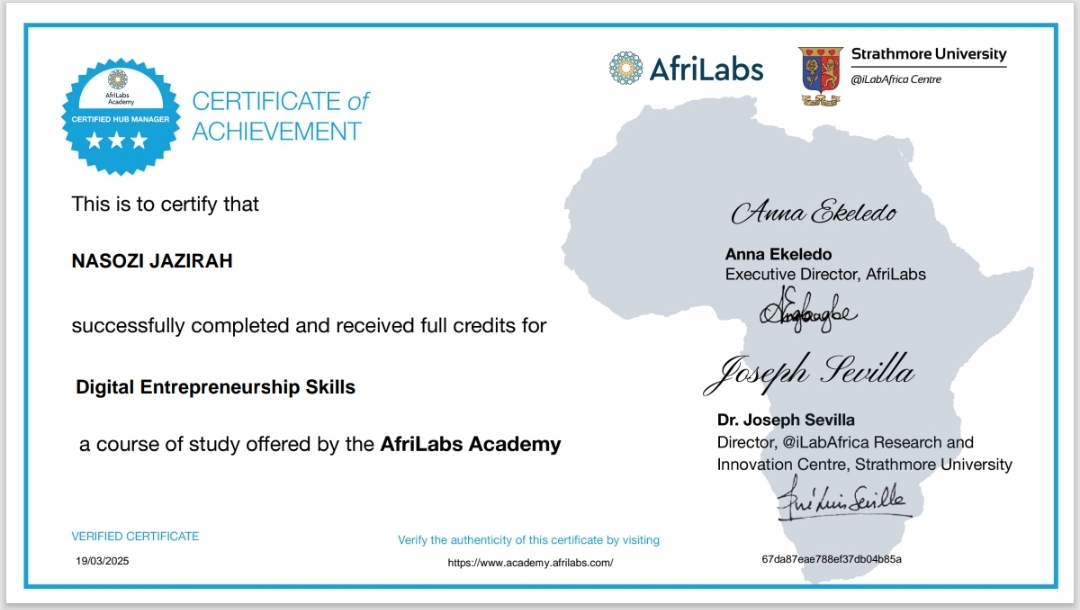 AfriLabs
Academy
CERTIFIED HUB MANAGER
CERTIFICATE of
ACHIEVEMENT
AfriLabs
Strathmore University
@iLabAfrica Centre
This is to certify that
NASOZI JAZIRAH
successfully completed and received full credits for
Digital Entrepreneurship Skills
a course of study offered by the AfriLabs Academy
Anna Ekeledo
Anna Ekeledo
Executive Director, AfriLabs
Joseph Sevilla
Dr. Joseph Sevilla
Director, @iLabAfrica Research and
Innovation Centre, Strathmore University
VERIFIED CERTIFICATE
19/03/2025
Verify the authenticity of this certificate by visiting
https://www.academy.afrilabs.com/
67da87eae788ef37db04b85a